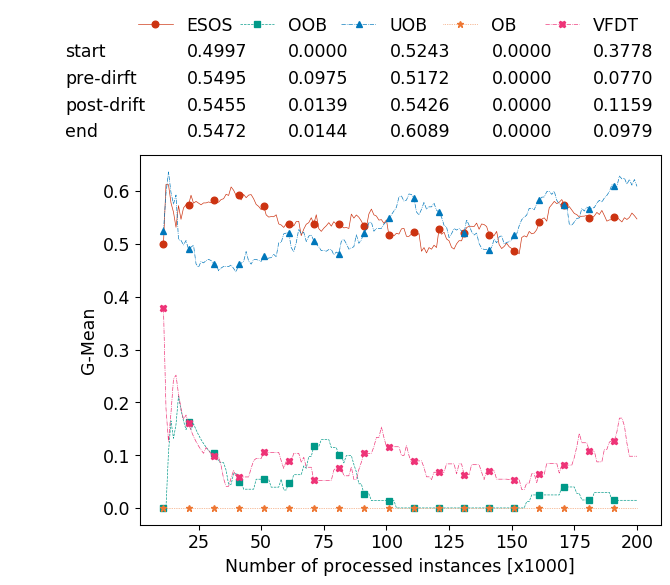 ESOS OOB UOB OB VFDT
start 0.4997 0.0000 0.5243 0.0000 0.3778
pre-dirft 0.5495 0.0975 0.5172 0.0000 0.0770
post-drift 0.5455 0.0139 0.5426 0.0000 0.1159
end 0.5472 0.0144 0.6089 0.0000 0.0979
0.6
0.5
0.4
0.3
0.2
0.1
0.0
G-Mean
25 50 75 100 125 150 175 200
Number of processed instances [x1000]